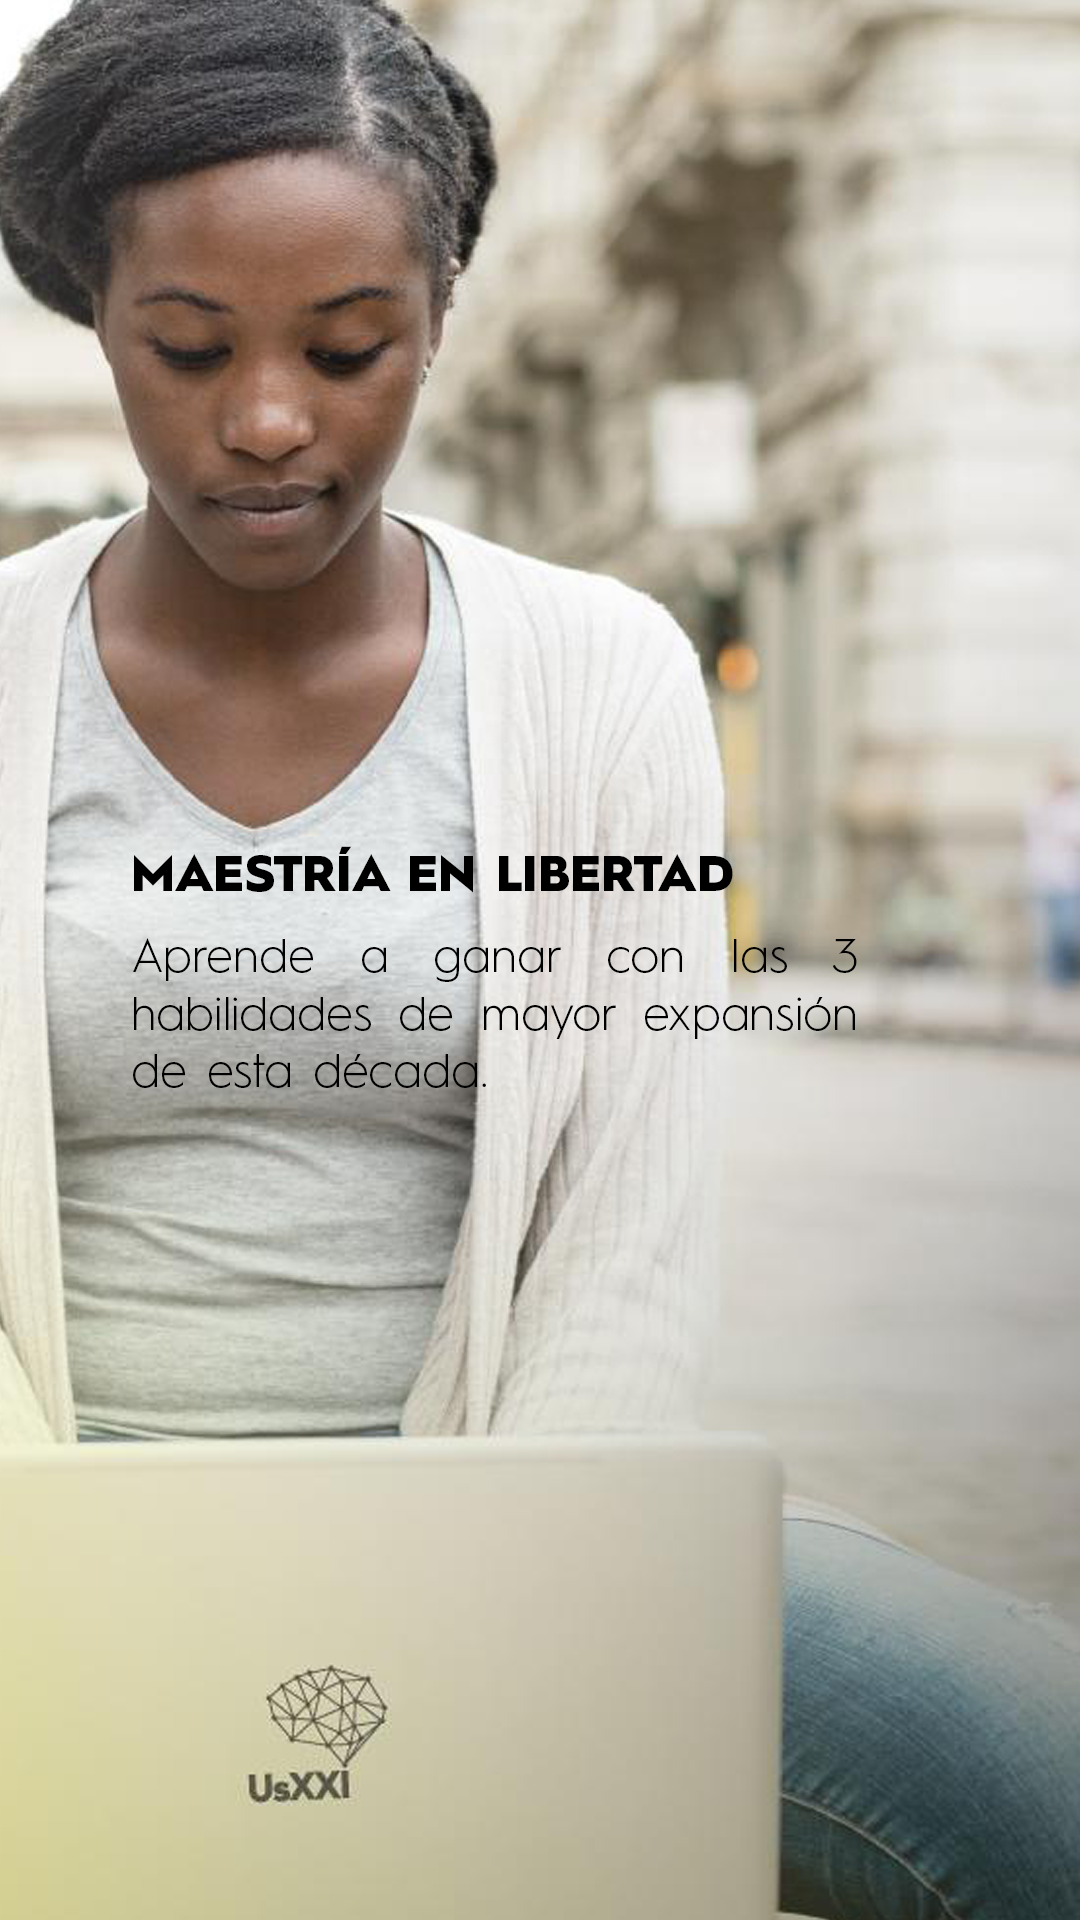 MAESTRÍA EN LIBERTAD
Aprende a ganar con las 3
habilidades de mayor expansión
de esta década.
UsXXI